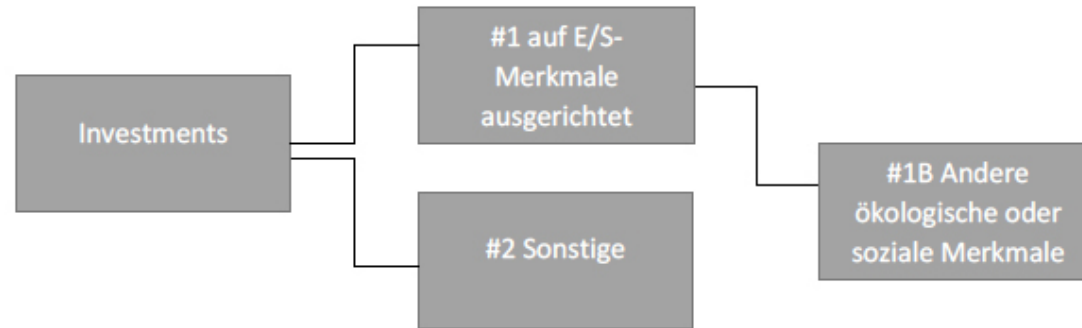 #1 auf E/S-
Merkmale
ausgerichtet
Investments
#1B Andere
ökologische oder
soziale Merkmale
#2 Sonstige